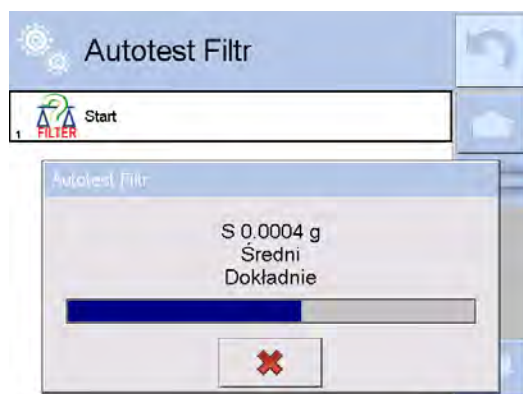 Autotest Filtr
1 FILTER Start
Autotest Filtr
S 0.0004 g
Średni
Dokładnie